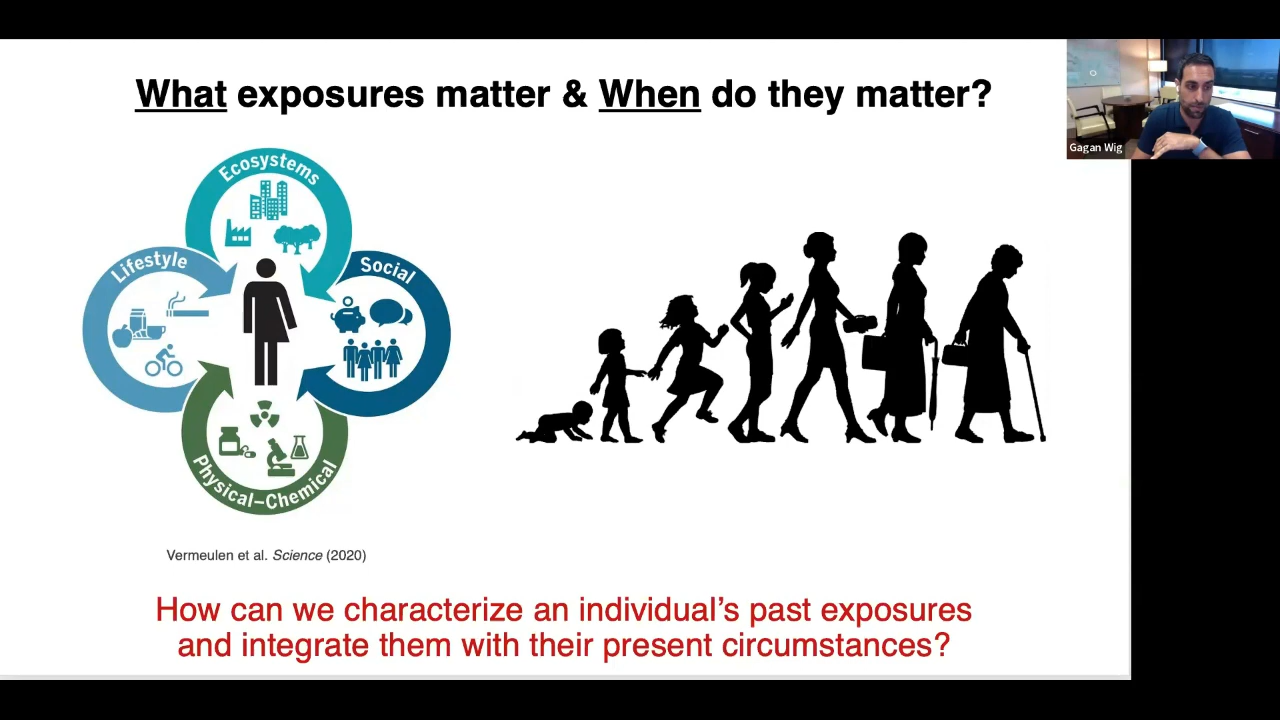 What exposures matter & When do they matter?
Gagan Wig
Ecosystems
Lifestyle
Social
Physical–Chemical
Vermeulen et al. Science (2020)
How can we characterize an individual’s past exposures
and integrate them with their present circumstances?